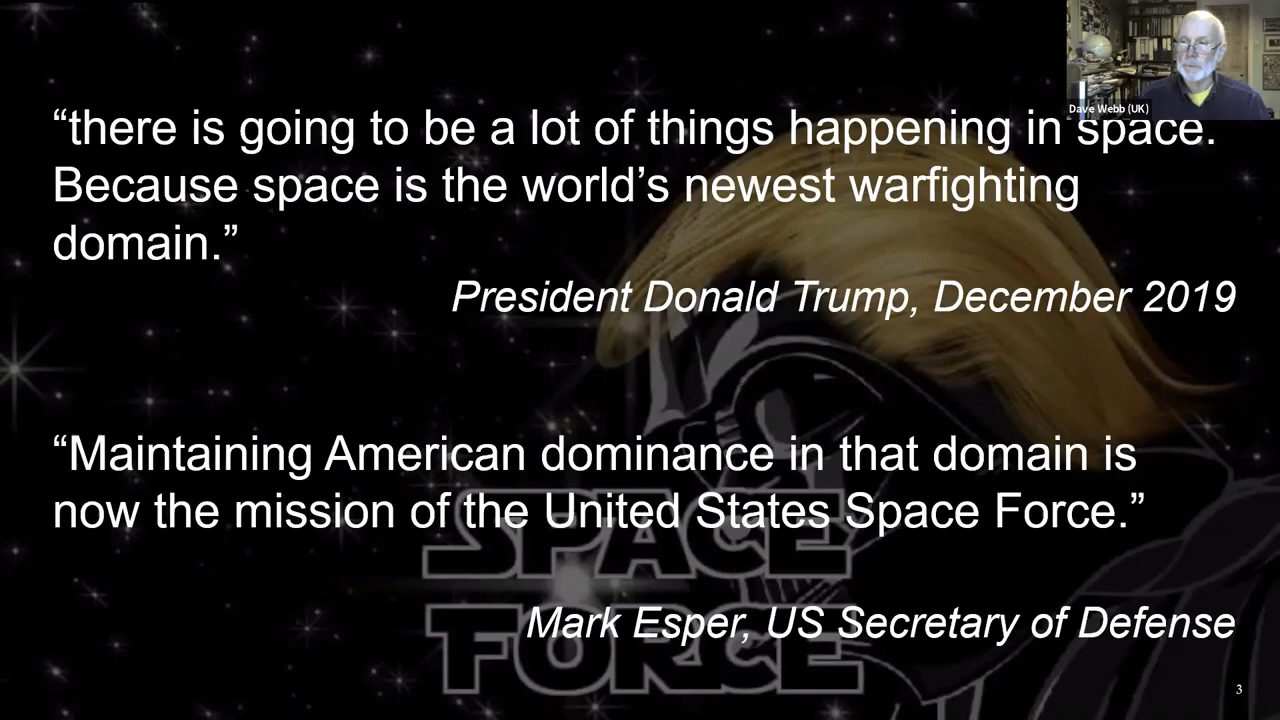 Dave Webb (UK)
“there is going to be a lot of things happening in space.
Because space is the world’s newest warfighting
domain.”
President Donald Trump, December 2019
“Maintaining American dominance in that domain is
now the mission of the United States Space Force.”
SPACE
Mark Esper, US Secretary of Defense
FORCE
3